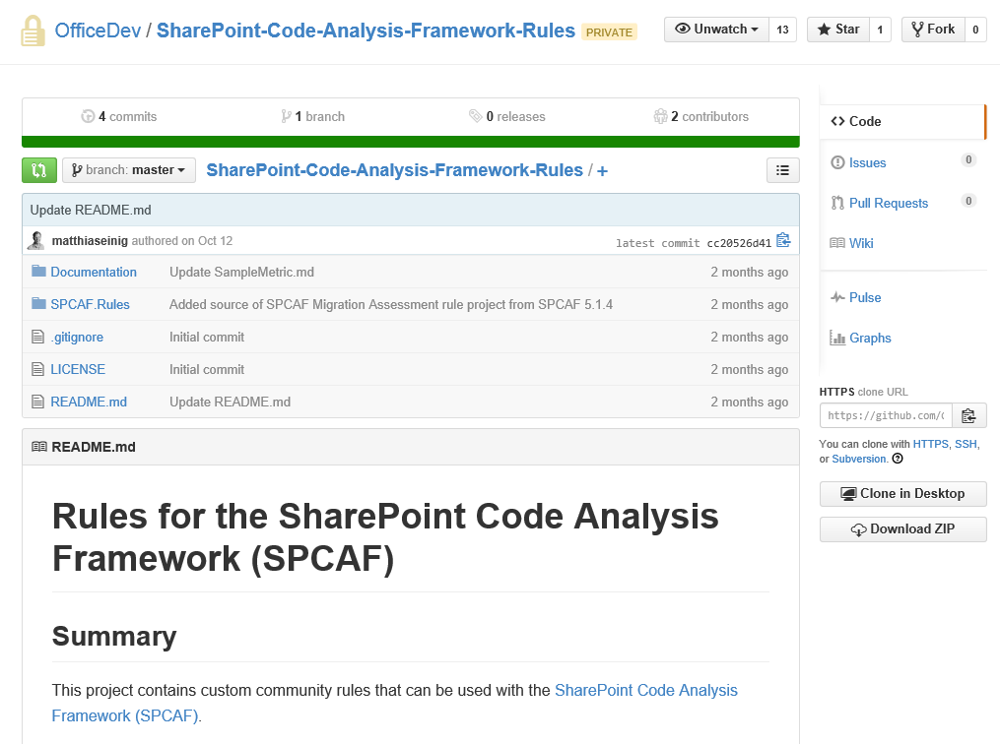 OfficeDev / SharePoint-Code-Analysis-Framework-Rules PRIVATE
Unwatch 13 Star 1 Fork 0
4 commits 1 branch 0 releases 2 contributors
branch: master SharePoint-Code-Analysis-Framework-Rules / +
Update README.md
matthiaseinig authored on Oct 12 latest commit cc20526d41
Documentation Update SampleMetric.md 2 months ago
SPCAF.Rules Added source of SPCAF Migration Assessment rule project from SPCAF 5.1.4 2 months ago
.gitignore Initial commit 2 months ago
LICENSE Initial commit 2 months ago
README.md Update README.md 2 months ago
README.md
Rules for the SharePoint Code Analysis
Framework (SPCAF)
Summary
This project contains custom community rules that can be used with the SharePoint Code Analysis
Framework (SPCAF).
Code
Issues 0
Pull Requests 0
Wiki
Pulse
Graphs
HTTPS clone URL
https://github.com/
You can clone with HTTPS, SSH,
or Subversion.
Clone in Desktop
Download ZIP